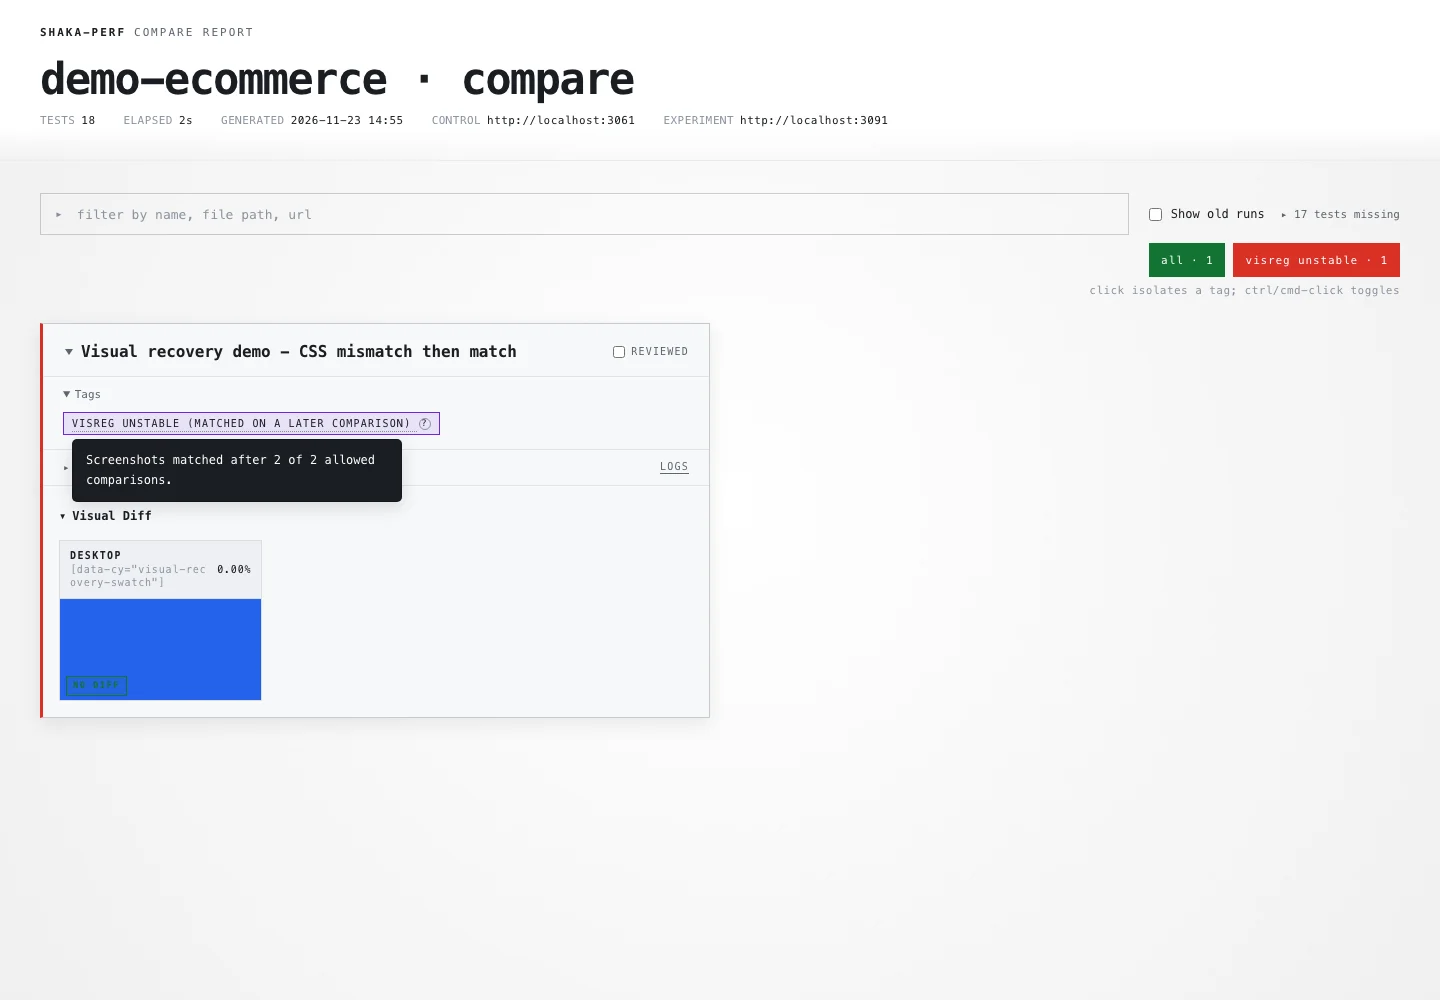 SHAKA-PERF COMPARE REPORT
demo-ecommerce · compare
TESTS 18 ELAPSED 2s GENERATED 2026-11-23 14:55 CONTROL http://localhost:3061 EXPERIMENT http://localhost:3091
▸ filter by name, file path, url
Show old runs ▸ 17 tests missing
all · 1 visreg unstable · 1
click isolates a tag; ctrl/cmd-click toggles
▼ Visual recovery demo - CSS mismatch then match REVIEWED
▼ Tags
VISREG UNSTABLE (MATCHED ON A LATER COMPARISON) ?
Screenshots matched after 2 of 2 allowed
comparisons.
▸ LOGS
▾ Visual Diff
DESKTOP
[data-cy="visual-rec 0.00%
overy-swatch"]
NO DIFF